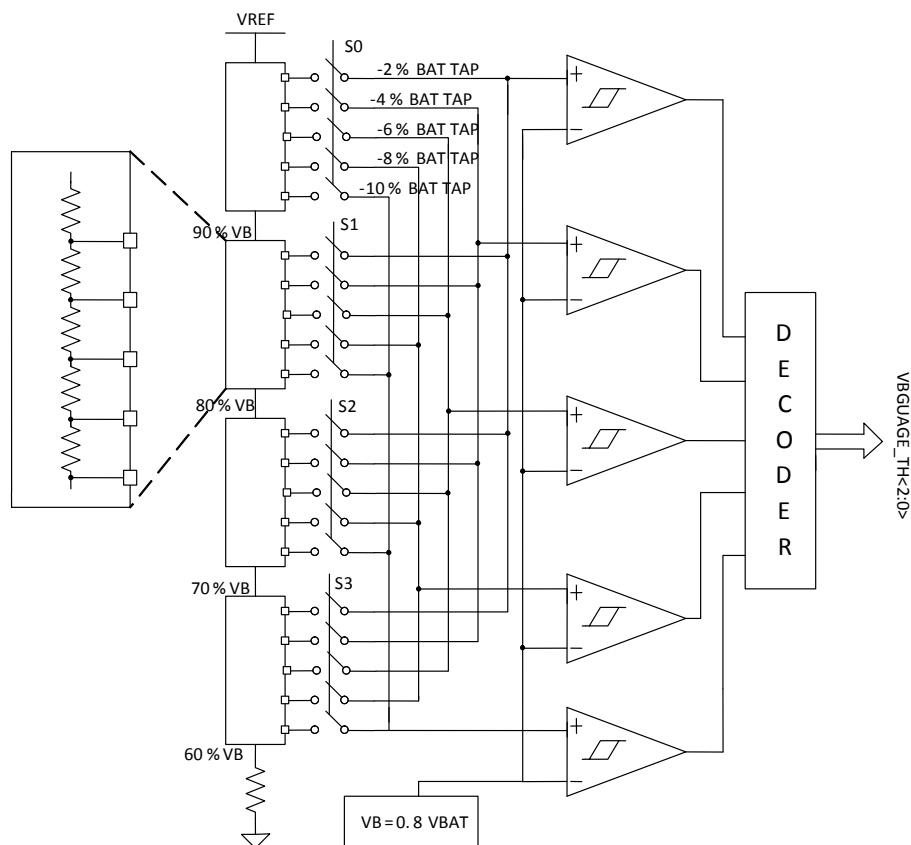 VREF
S0
-2 % BAT TAP
-4 % BAT TAP
-6 % BAT TAP
-8 % BAT TAP
-10 % BAT TAP
90 % VB
S1
80 % VB
S2
70 % VB
S3
60 % VB
VB = 0. 8 VBAT
+
−
+
−
+
−
+
−
+
−
DECODER
VBGUAGE_TH<2:0>